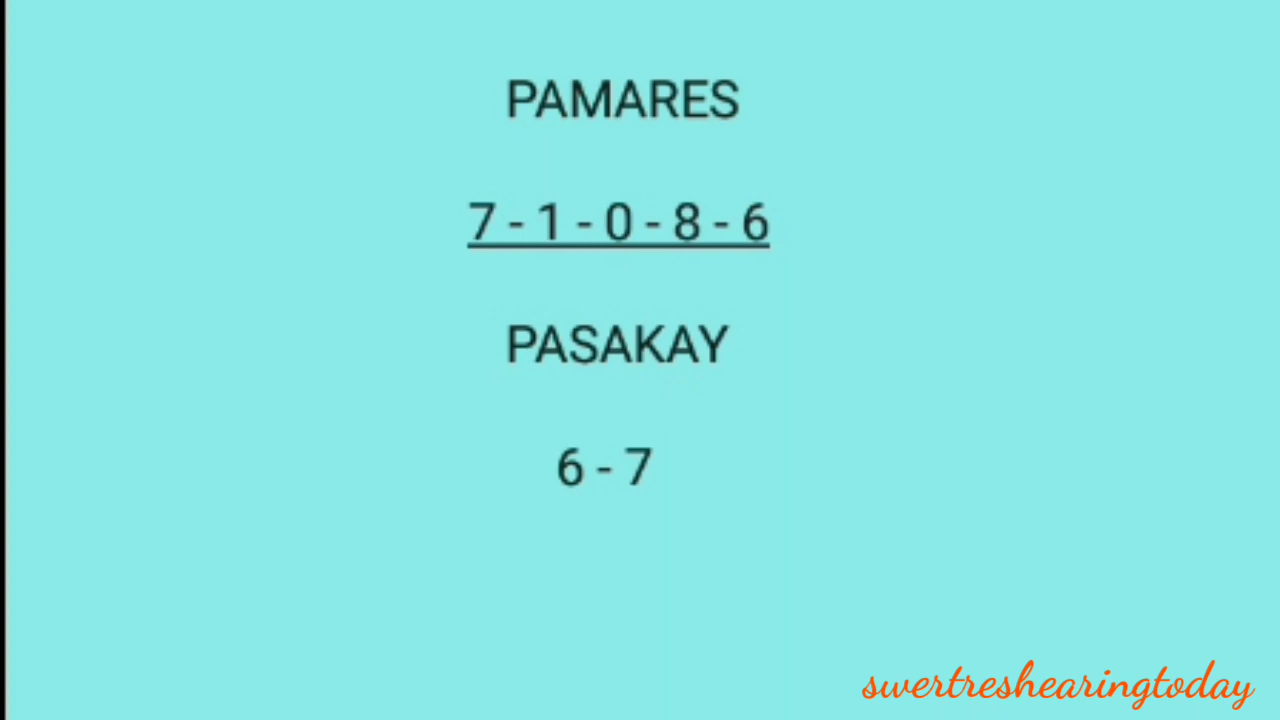 PAMARES
7 - 1 - 0 - 8 - 6
PASAKAY
6 - 7
swertreshearingtoday